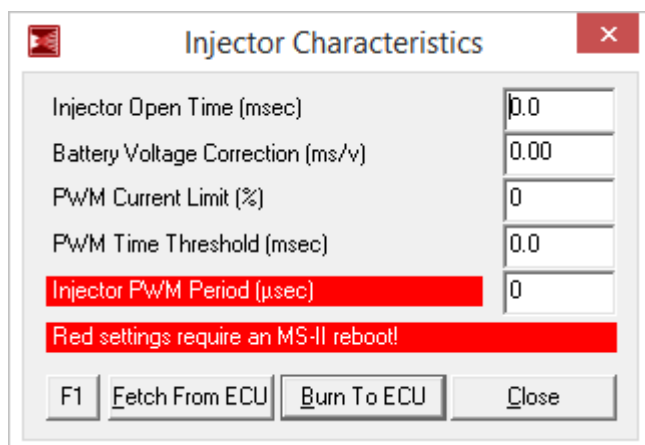 Injector Characteristics
Injector Open Time (msec) 0.0
Battery Voltage Correction (ms/v) 0.00
PWM Current Limit (%) 0
PWM Time Threshold (msec) 0.0
Injector PWM Period (µsec) 0
Red settings require an MS-II reboot!
F1 Fetch From ECU Burn To ECU Close